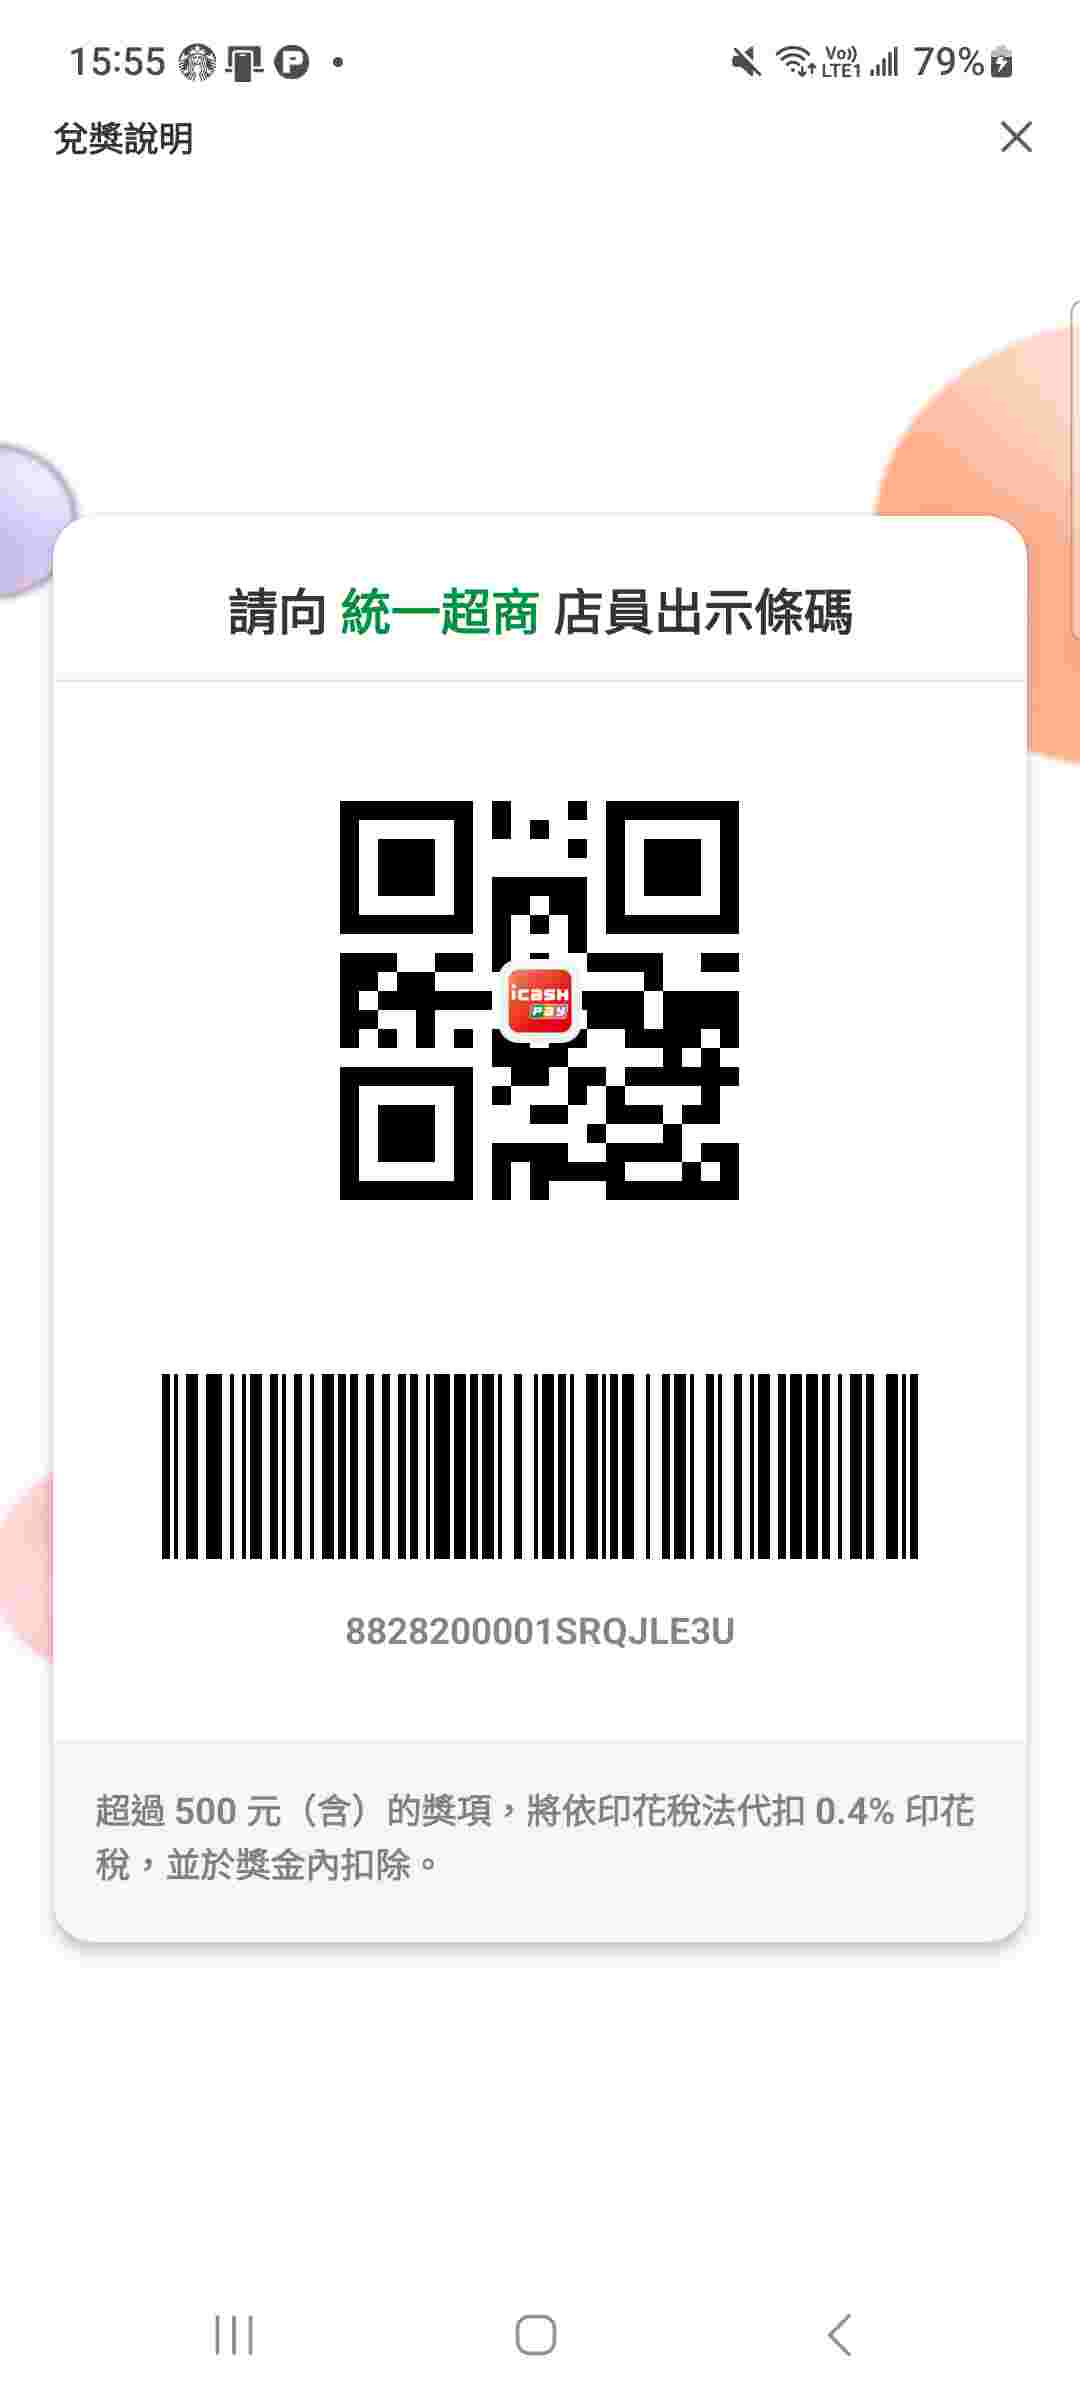 15:55
Vo)) LTE1 79%
兌獎說明
請向 統一超商 店員出示條碼
icash
Pay
8828200001SRQJLE3U
超過 500 元（含）的獎項，將依印花稅法代扣 0.4% 印花
稅，並於獎金內扣除。